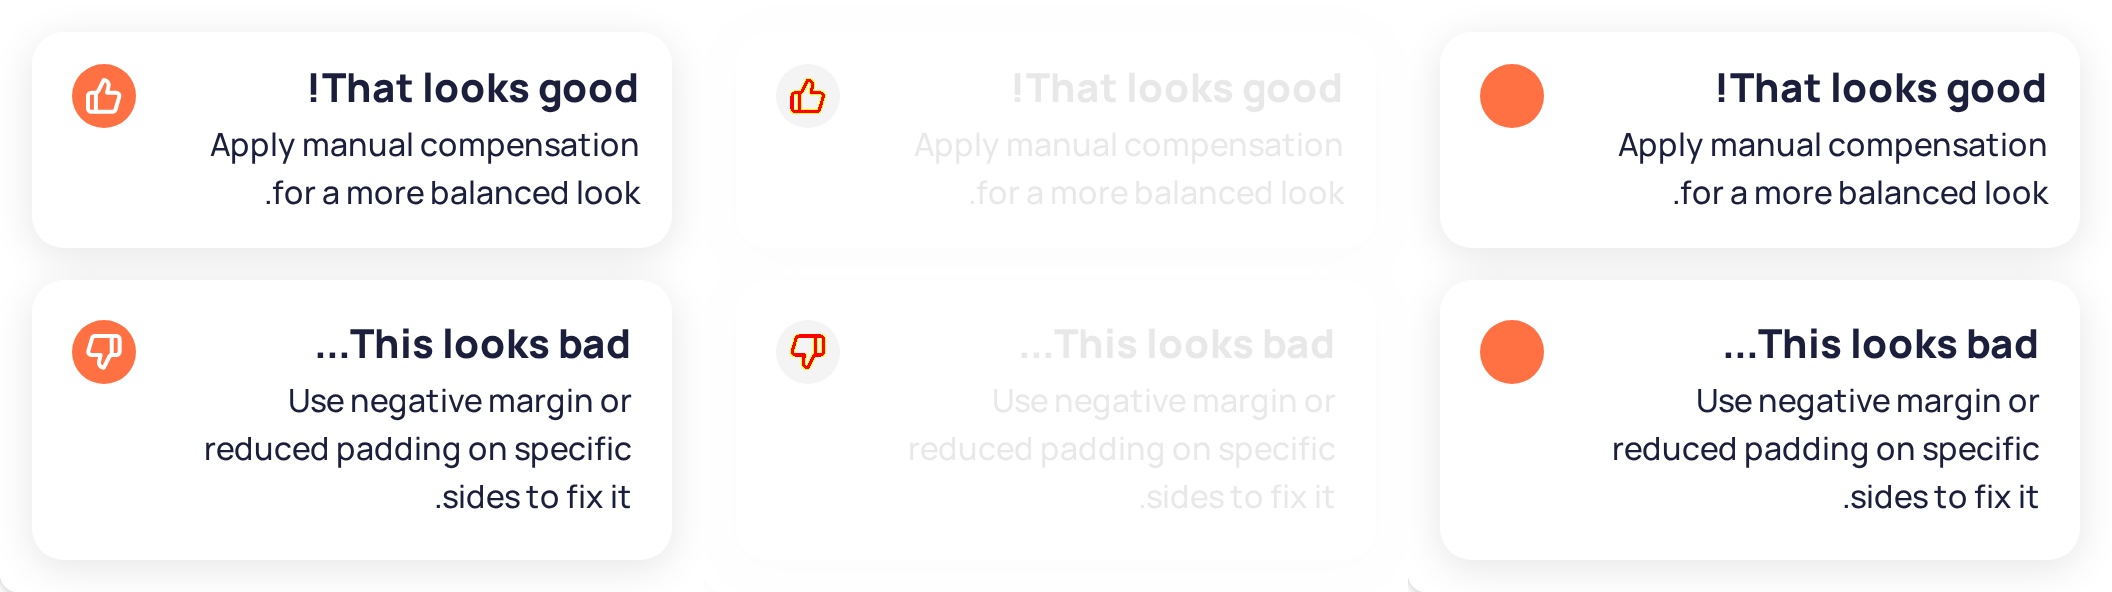 !That looks good
Apply manual compensation
.for a more balanced look
...This looks bad
Use negative margin or
reduced padding on specific
.sides to fix it
!That looks good
Apply manual compensation
.for a more balanced look
...This looks bad
Use negative margin or
reduced padding on specific
.sides to fix it
!That looks good
Apply manual compensation
.for a more balanced look
...This looks bad
Use negative margin or
reduced padding on specific
.sides to fix it